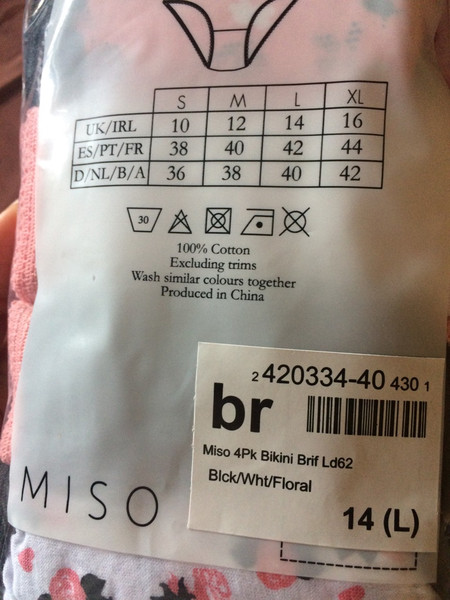 S M L XL
UK/IRL 10 12 14 16
ES/PT/FR 38 40 42 44
D/NL/B/A 36 38 40 42
30
100% Cotton
Excluding trims
Wash similar colours together
Produced in China
2 420334-40 430 1
br
Miso 4Pk Bikini Brif Ld62
Blck/Wht/Floral
14 (L)
MISO